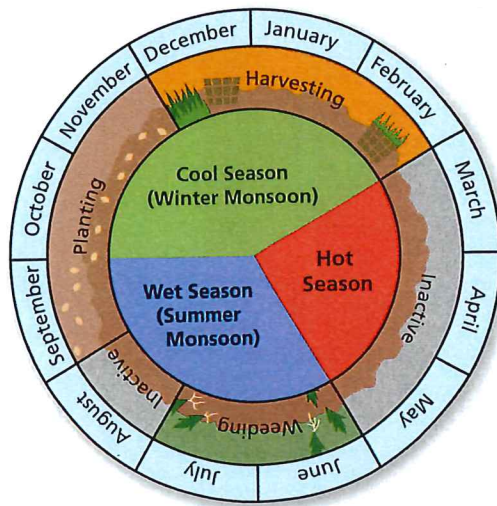 December
January
February
March
April
May
June
July
August
September
October
November
Harvesting
Inactive
Weeding
Inactive
Planting
Cool Season
(Winter Monsoon)
Hot
Season
Wet Season
(Summer
Monsoon)